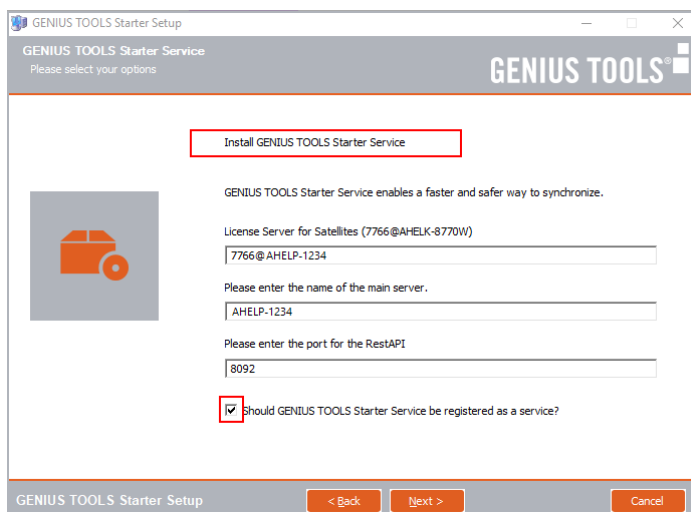 GENIUS TOOLS Starter Setup
GENIUS TOOLS Starter Service
Please select your options
GENIUS TOOLS®
Install GENIUS TOOLS Starter Service
GENIUS TOOLS Starter Service enables a faster and safer way to synchronize.
License Server for Satellites (7766@AHELK-8770W)
7766@AHELP-1234
Please enter the name of the main server.
AHELP-1234
Please enter the port for the RestAPI
8092
Should GENIUS TOOLS Starter Service be registered as a service?
GENIUS TOOLS Starter Setup
< Back
Next >
Cancel